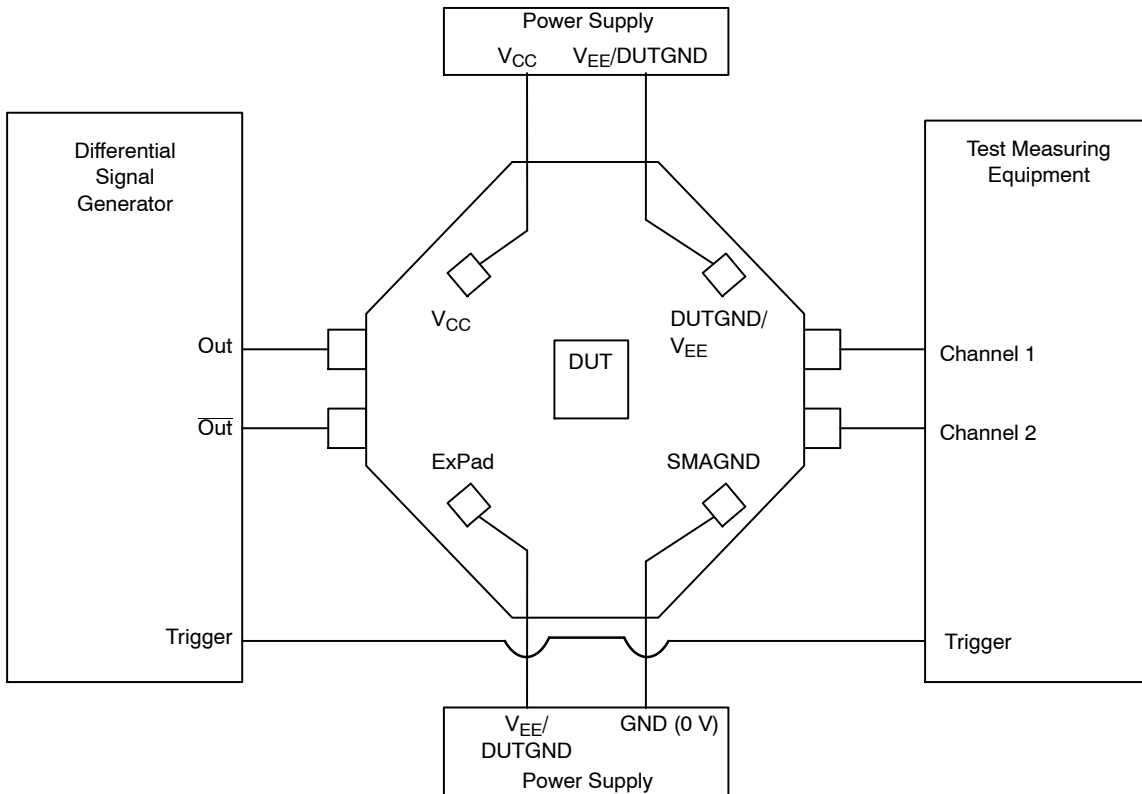 Power Supply
VCC VEE/DUTGND
Differential
Signal
Generator
Test Measuring
Equipment
VCC
DUTGND/
VEE
Out
DUT
Channel 1
O̅u̅t̅
Channel 2
ExPad
SMAGND
Trigger
Trigger
VEE/
DUTGND
GND (0 V)
Power Supply